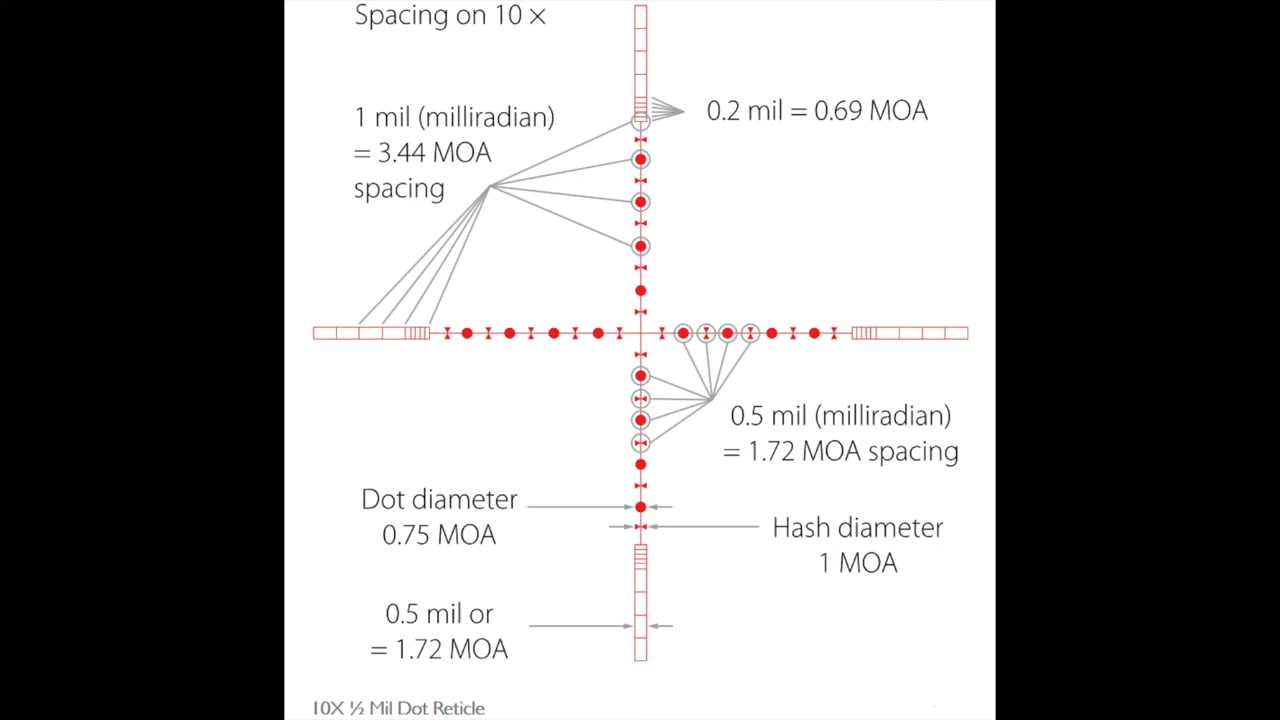 Spacing on 10 ×
1 mil (milliradian)
= 3.44 MOA
spacing
0.2 mil = 0.69 MOA
0.5 mil (milliradian)
= 1.72 MOA spacing
Dot diameter
0.75 MOA
Hash diameter
1 MOA
0.5 mil or
= 1.72 MOA
10X ½ Mil Dot Reticle